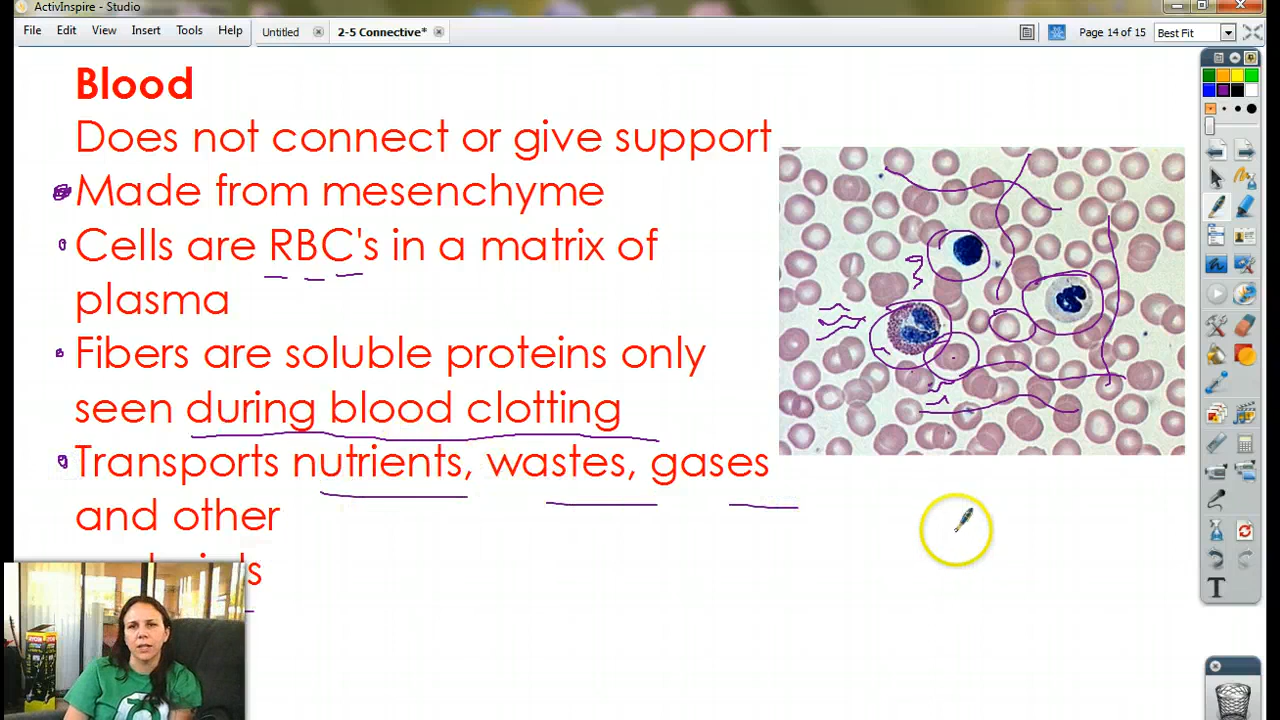 ActivInspire - Studio
File Edit View Insert Tools Help Untitled 2-5 Connective* Page 14 of 15 Best Fit
Blood
Does not connect or give support
Made from mesenchyme
Cells are RBC's in a matrix of
plasma
Fibers are soluble proteins only
seen during blood clotting
Transports nutrients, wastes, gases
and other
T